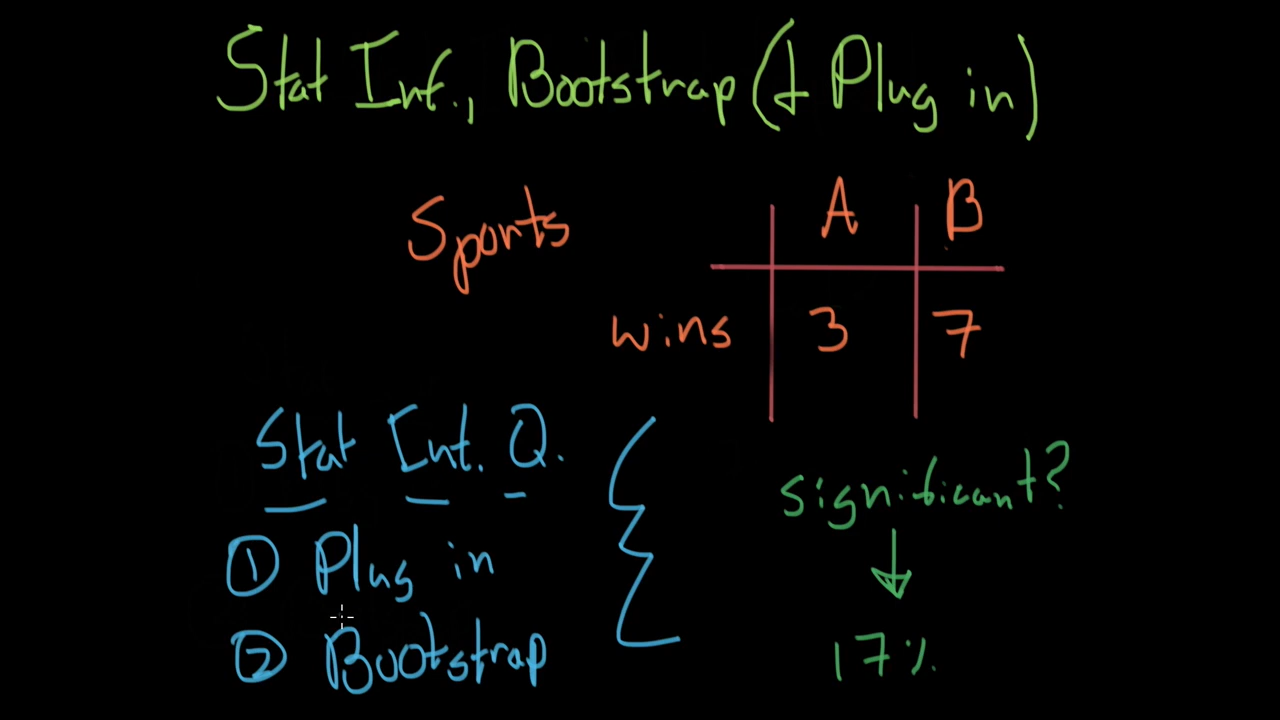 Stat Inf., Bootstrap (& Plug in)
Sports
A B
wins 3 7
Stat Inf. Q.
① Plug in
② Bootstrap
significant?
17%